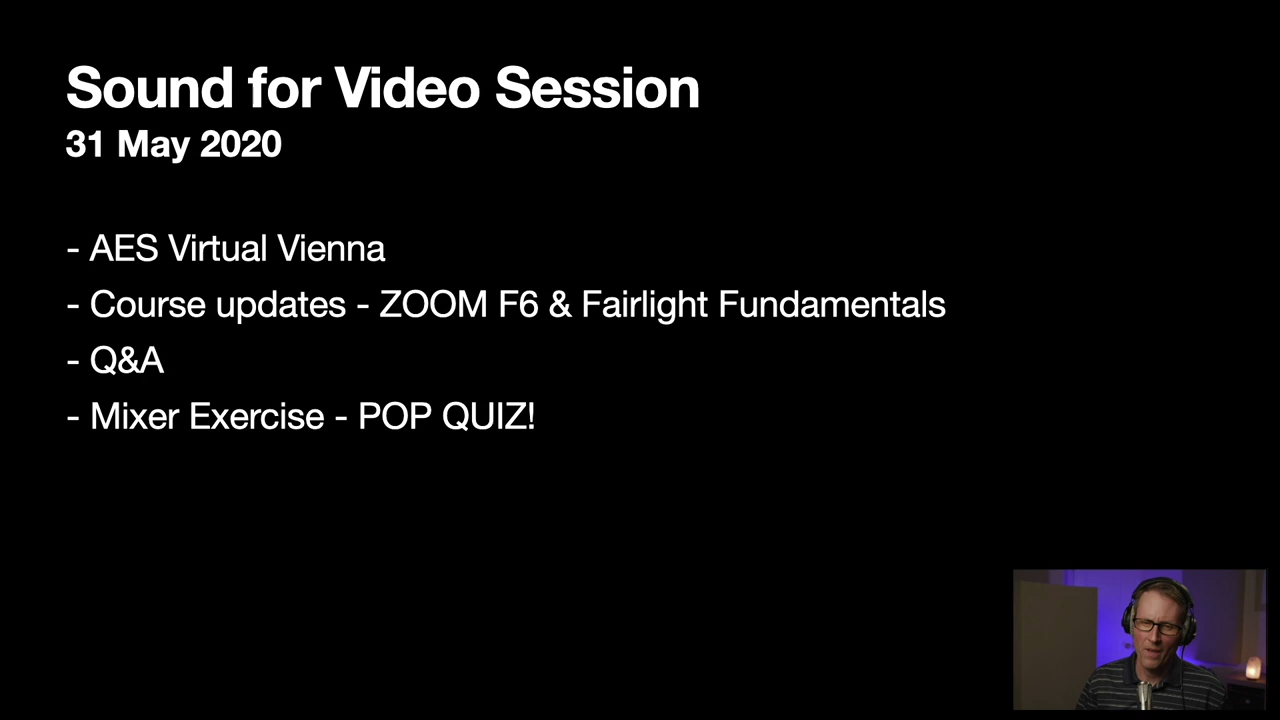 Sound for Video Session
31 May 2020
- AES Virtual Vienna
- Course updates - ZOOM F6 & Fairlight Fundamentals
- Q&A
- Mixer Exercise - POP QUIZ!